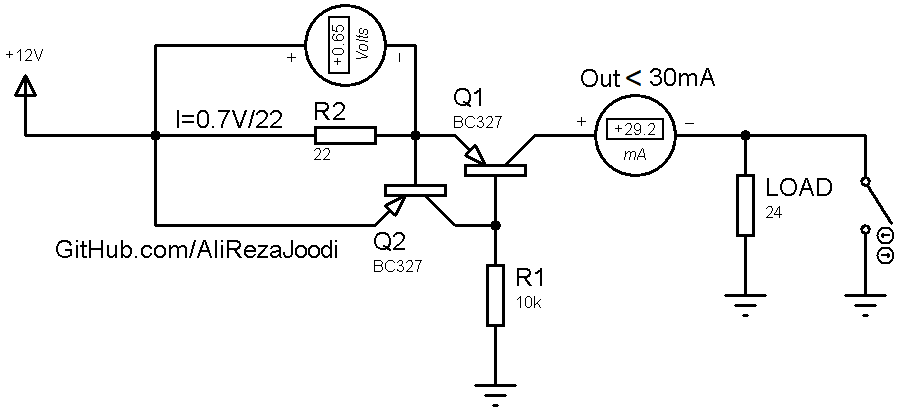 +12V
+0.65
Volts
+
−
Out < 30mA
I=0.7V/22
R2
22
Q1
BC327
+
−
+29.2
mA
LOAD
24
Q2
BC327
GitHub.com/AliRezaJoodi
R1
10k